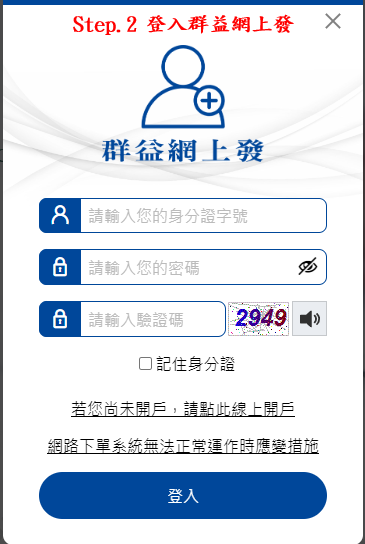 Step.2 登入群益網上發
群益網上發
請輸入您的身分證字號
請輸入您的密碼
請輸入驗證碼
2949
記住身分證
若您尚未開戶，請點此線上開戶
網路下單系統無法正常運作時應變措施
登入